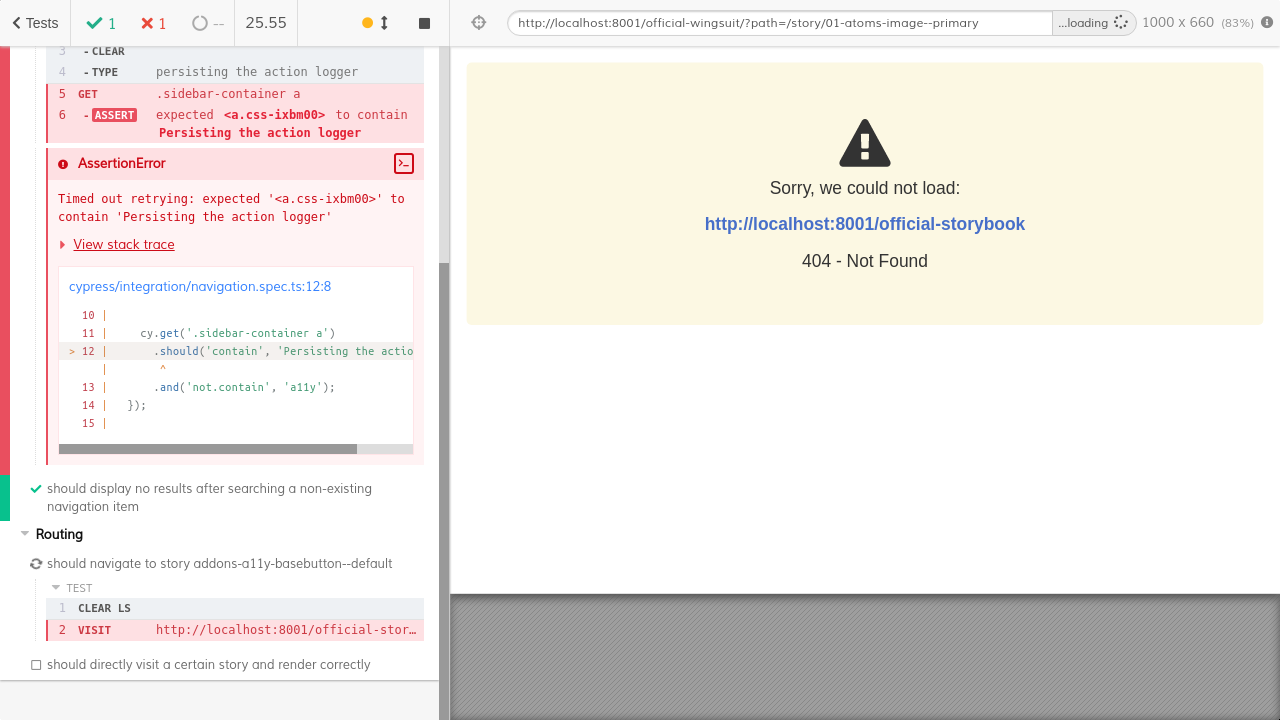 Tests
1
1
--
25.55
http://localhost:8001/official-wingsuit/?path=/story/01-atoms-image--primary
...loading
1000 x 660 (83%)
3 - CLEAR
4 - TYPE persisting the action logger
5 GET .sidebar-container a
6 - ASSERT expected <a.css-ixbm00> to contain
Persisting the action logger
AssertionError
Timed out retrying: expected '<a.css-ixbm00>' to
contain 'Persisting the action logger'
View stack trace
cypress/integration/navigation.spec.ts:12:8
10 |
11 | cy.get('.sidebar-container a')
> 12 | .should('contain', 'Persisting the actio
| ^
13 | .and('not.contain', 'a11y');
14 | });
15 |
should display no results after searching a non-existing
navigation item
Routing
should navigate to story addons-a11y-basebutton--default
TEST
1 CLEAR LS
2 VISIT http://localhost:8001/official-stor...
should directly visit a certain story and render correctly
Sorry, we could not load:
http://localhost:8001/official-storybook
404 - Not Found